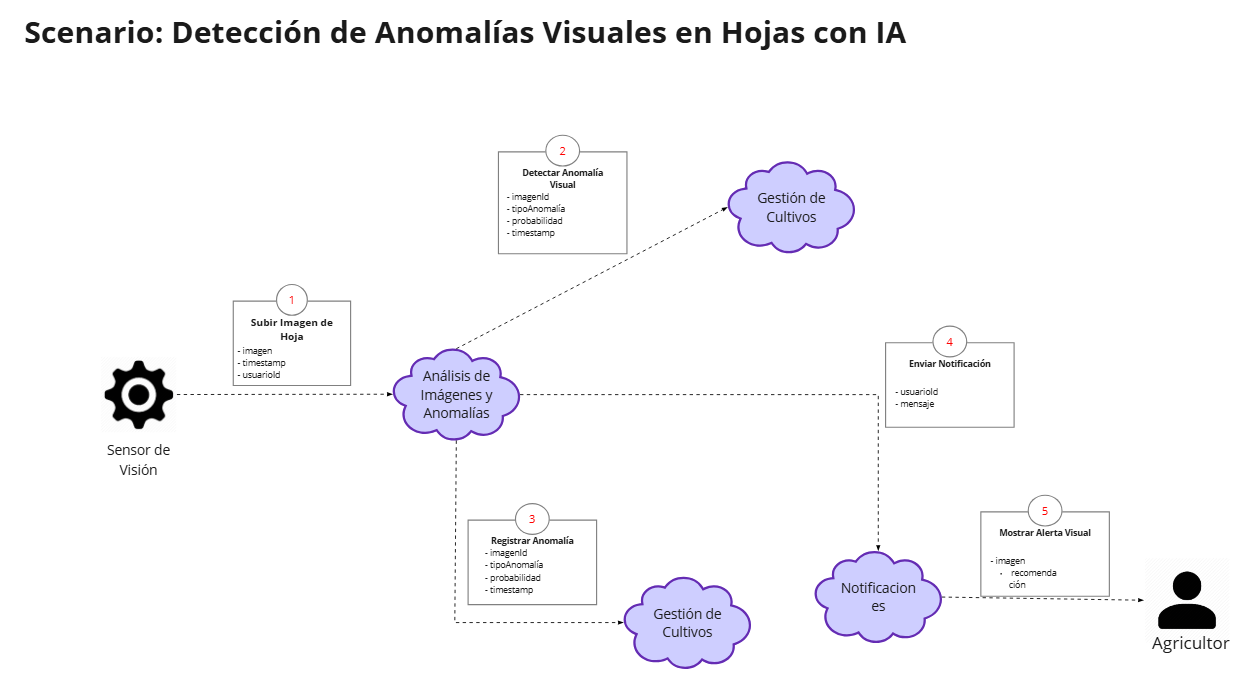 Scenario: Detección de Anomalías Visuales en Hojas con IA
2
Detectar Anomalía
Visual
- imagenId
- tipoAnomalía
- probabilidad
- timestamp
Gestión de
Cultivos
1
Subir Imagen de
Hoja
- imagen
- timestamp
- usuarioId
Sensor de
Visión
Análisis de
Imágenes y
Anomalías
4
Enviar Notificación
- usuarioId
- mensaje
3
Registrar Anomalía
- imagenId
- tipoAnomalía
- probabilidad
- timestamp
Gestión de
Cultivos
Notificacion
es
5
Mostrar Alerta Visual
- imagen
• recomenda
ción
Agricultor